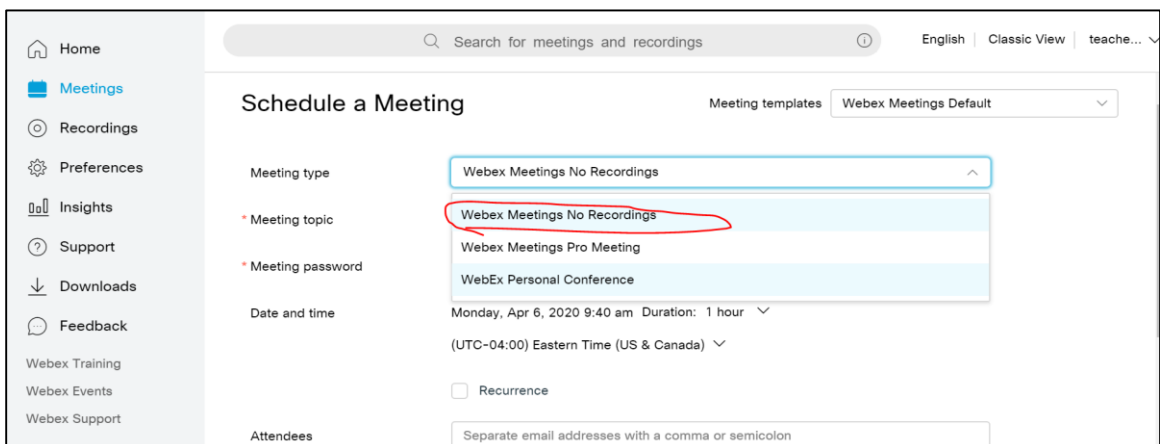 Home
Meetings
Recordings
Preferences
Insights
Support
Downloads
Feedback
Webex Training
Webex Events
Webex Support
Search for meetings and recordings
English
Classic View
teache...
Schedule a Meeting
Meeting templates
Webex Meetings Default
Meeting type
Webex Meetings No Recordings
Webex Meetings No Recordings
Webex Meetings Pro Meeting
WebEx Personal Conference
* Meeting topic
* Meeting password
Date and time
Monday, Apr 6, 2020 9:40 am Duration: 1 hour
(UTC-04:00) Eastern Time (US & Canada)
Recurrence
Attendees
Separate email addresses with a comma or semicolon